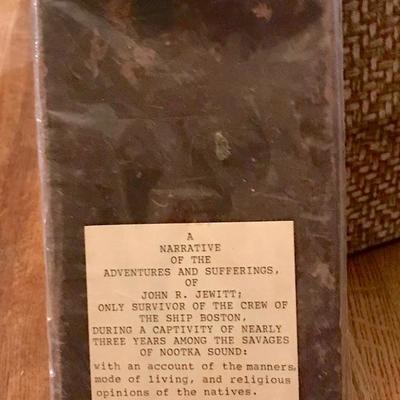 A
NARRATIVE
OF THE
ADVENTURES AND SUFFERINGS,
OF
JOHN R. JEWITT;
ONLY SURVIVOR OF THE CREW OF
THE SHIP BOSTON,
DURING A CAPTIVITY OF NEARLY
THREE YEARS AMONG THE SAVAGES
OF NOOTKA SOUND:
with an account of the manners,
mode of living, and religious
opinions of the natives.